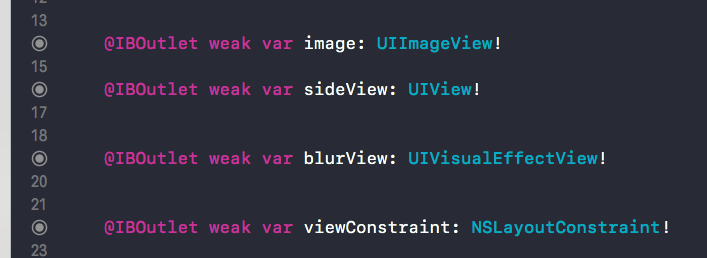 12
13
@IBOutlet weak var image: UIImageView!
15
@IBOutlet weak var sideView: UIView!
17
18
@IBOutlet weak var blurView: UIVisualEffectView!
20
21
@IBOutlet weak var viewConstraint: NSLayoutConstraint!
23